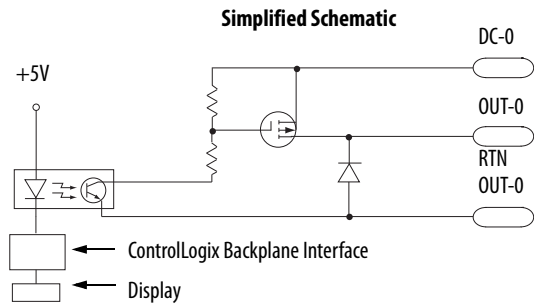 Simplified Schematic
DC-0
+5V
OUT-0
RTN
OUT-0
ControlLogix Backplane Interface
Display